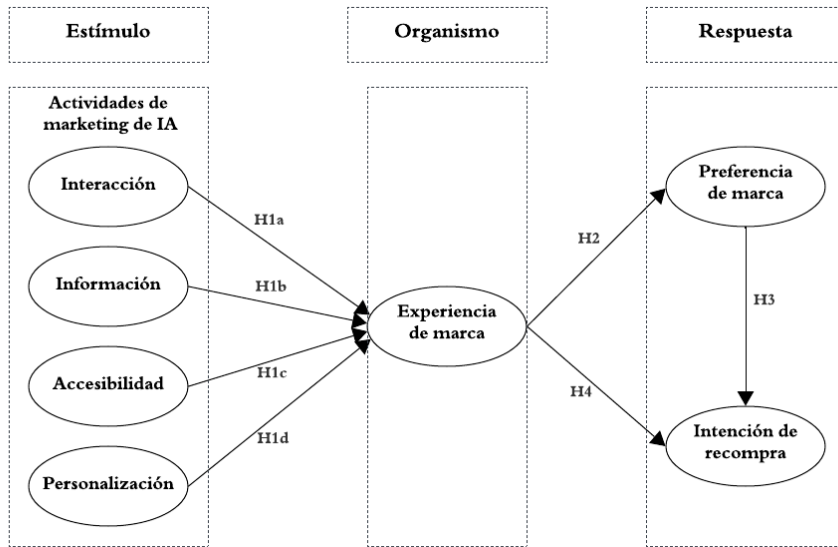 Estímulo
Organismo
Respuesta
Actividades de
marketing de IA
Interacción
Información
Accesibilidad
Personalización
H1a
H1b
H1c
H1d
Experiencia
de marca
H2
H4
Preferencia
de marca
H3
Intención de
recompra